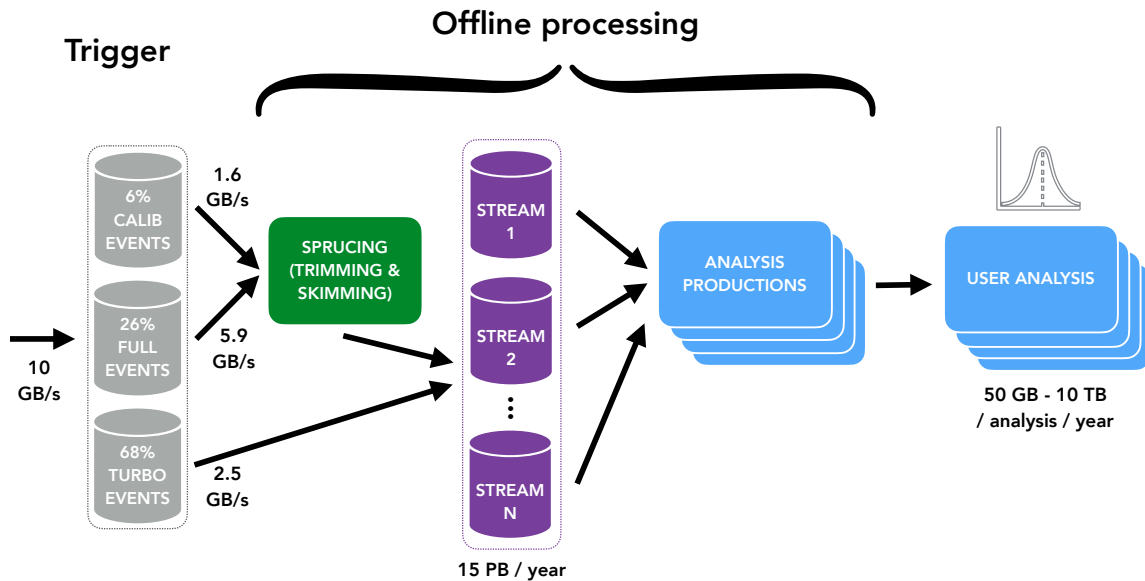 Offline processing
Trigger
10
GB/s
6%
CALIB
EVENTS
26%
FULL
EVENTS
68%
TURBO
EVENTS
1.6
GB/s
5.9
GB/s
2.5
GB/s
SPRUCING
(TRIMMING &
SKIMMING)
STREAM
1
STREAM
2
...
STREAM
N
15 PB / year
ANALYSIS
PRODUCTIONS
USER ANALYSIS
50 GB - 10 TB
/ analysis / year